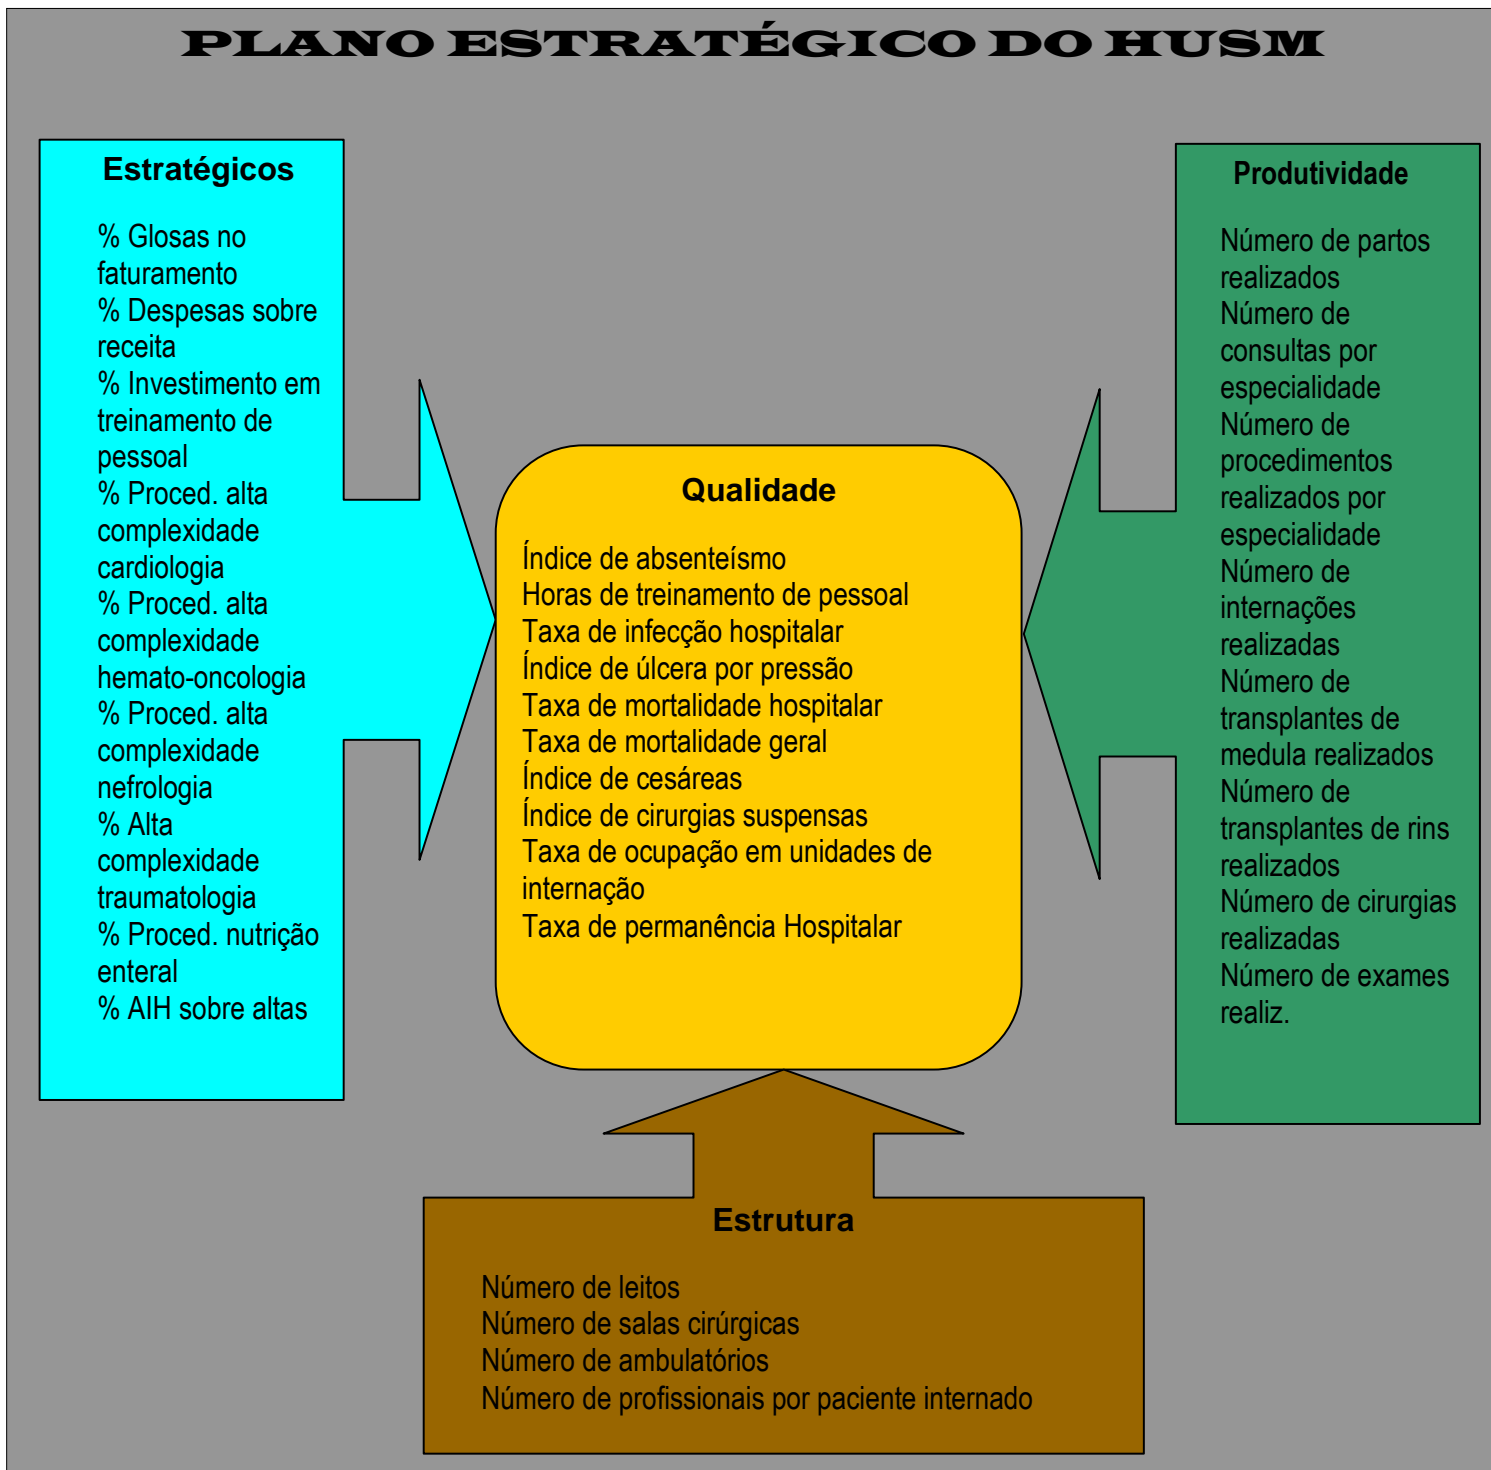 PLANO ESTRATÉGICO DO HUSM
Estratégicos
% Glosas no
faturamento
% Despesas sobre
receita
% Investimento em
treinamento de
pessoal
% Proced. alta
complexidade
cardiologia
% Proced. alta
complexidade
hemato-oncologia
% Proced. alta
complexidade
nefrologia
% Alta
complexidade
traumatologia
% Proced. nutrição
enteral
% AIH sobre altas
Qualidade
Índice de absenteísmo
Horas de treinamento de pessoal
Taxa de infecção hospitalar
Índice de úlcera por pressão
Taxa de mortalidade hospitalar
Taxa de mortalidade geral
Índice de cesáreas
Índice de cirurgias suspensas
Taxa de ocupação em unidades de
internação
Taxa de permanência Hospitalar
Produtividade
Número de partos
realizados
Número de
consultas por
especialidade
Número de
procedimentos
realizados por
especialidade
Número de
internações
realizadas
Número de
transplantes de
medula realizados
Número de
transplantes de rins
realizados
Número de cirurgias
realizadas
Número de exames
realiz.
Estrutura
Número de leitos
Número de salas cirúrgicas
Número de ambulatórios
Número de profissionais por paciente internado